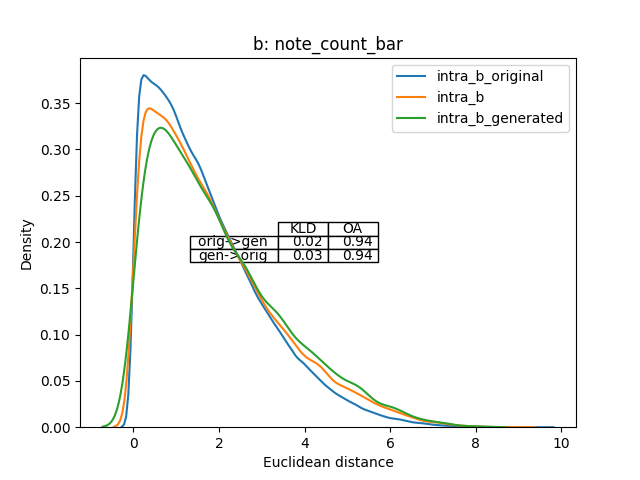 b: note_count_bar
intra_b_original
intra_b
intra_b_generated
0.35
0.30
0.25
0.20
0.15
0.10
0.05
0.00
Density
KLD OA
orig->gen 0.02 0.94
gen->orig 0.03 0.94
0 2 4 6 8 10
Euclidean distance